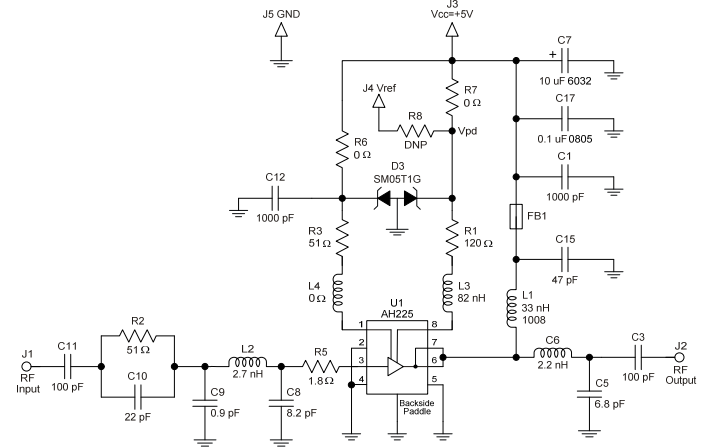 J5 GND
J3
Vcc=+5V
C7
+
10 uF 6032
R7
0 Ω
J4 Vref
R8
DNP
Vpd
C17
0.1 uF 0805
R6
0 Ω
D3
SM05T1G
C12
1000 pF
C1
1000 pF
FB1
R3
51 Ω
R1
120 Ω
C15
47 pF
L4
0 Ω
L3
82 nH
L1
33 nH
1008
U1
AH225
1
8
2
7
3
6
4
5
Backside
Paddle
J1
RF
Input
C11
100 pF
R2
51 Ω
C10
22 pF
L2
2.7 nH
C9
0.9 pF
C8
8.2 pF
R5
1.8 Ω
C6
2.2 nH
C3
100 pF
J2
RF
Output
C5
6.8 pF